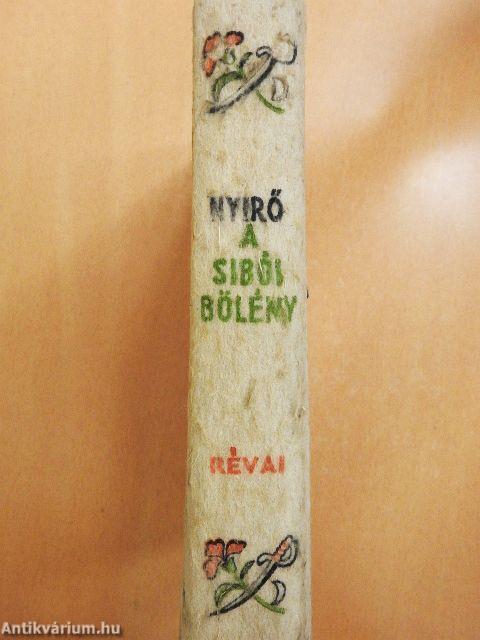 NYIRŐ
A
SIBÓI
BÖLÉNY
RÉVAI
Antikvárium.hu